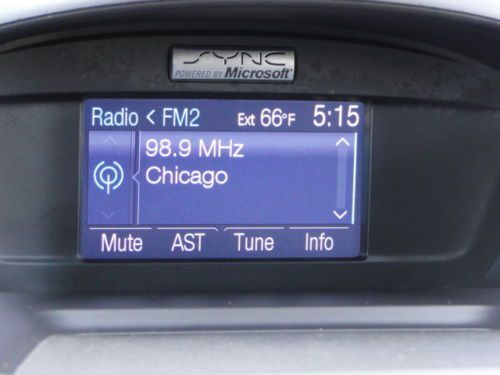 SYNC
POWERED BY Microsoft
Radio < FM2 Ext 66°F 5:15
98.9 MHz
Chicago
Mute AST Tune Info